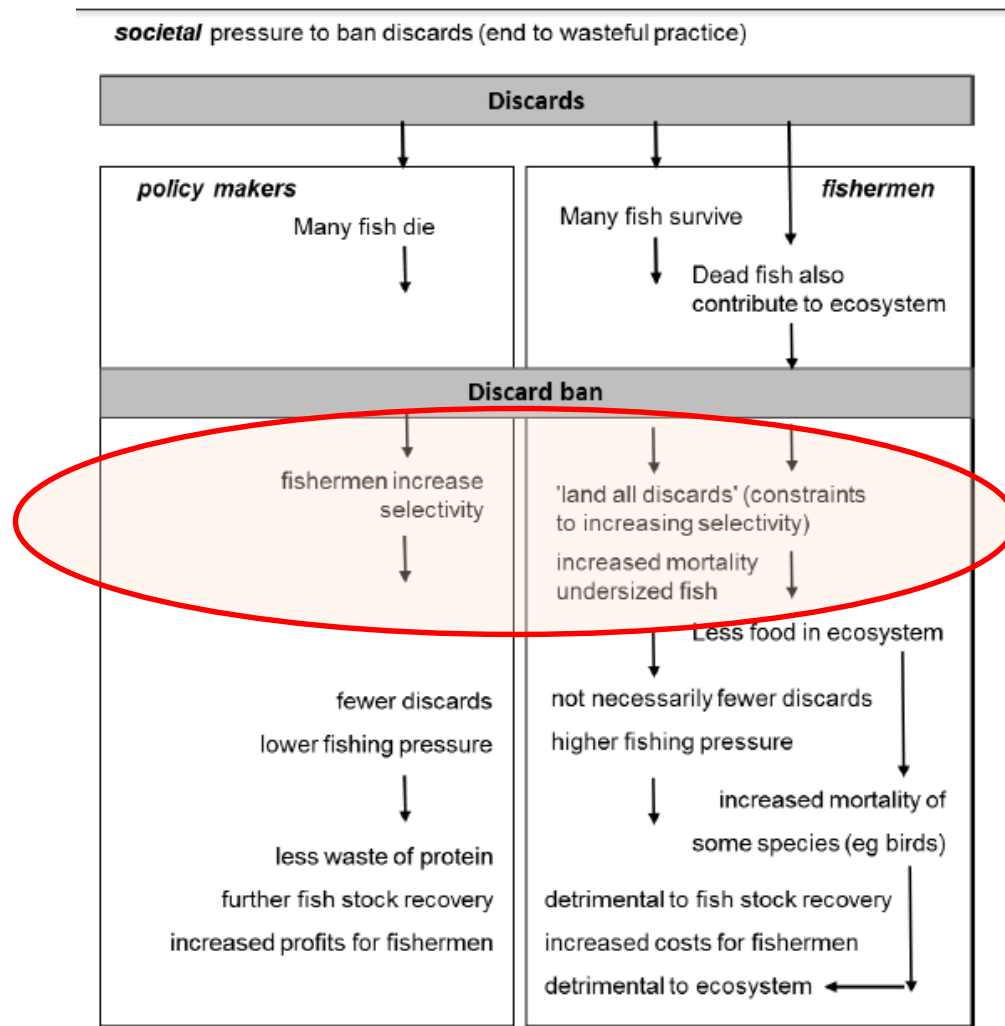 societal pressure to ban discards (end to wasteful practice)
Discards
policy makers
Many fish die
fishermen
Many fish survive
Dead fish also
contribute to ecosystem
Discard ban
fishermen increase
selectivity
'land all discards' (constraints
to increasing selectivity)
increased mortality
undersized fish
Less food in ecosystem
fewer discards
lower fishing pressure
not necessarily fewer discards
higher fishing pressure
increased mortality of
some species (eg birds)
less waste of protein
further fish stock recovery
increased profits for fishermen
detrimental to fish stock recovery
increased costs for fishermen
detrimental to ecosystem